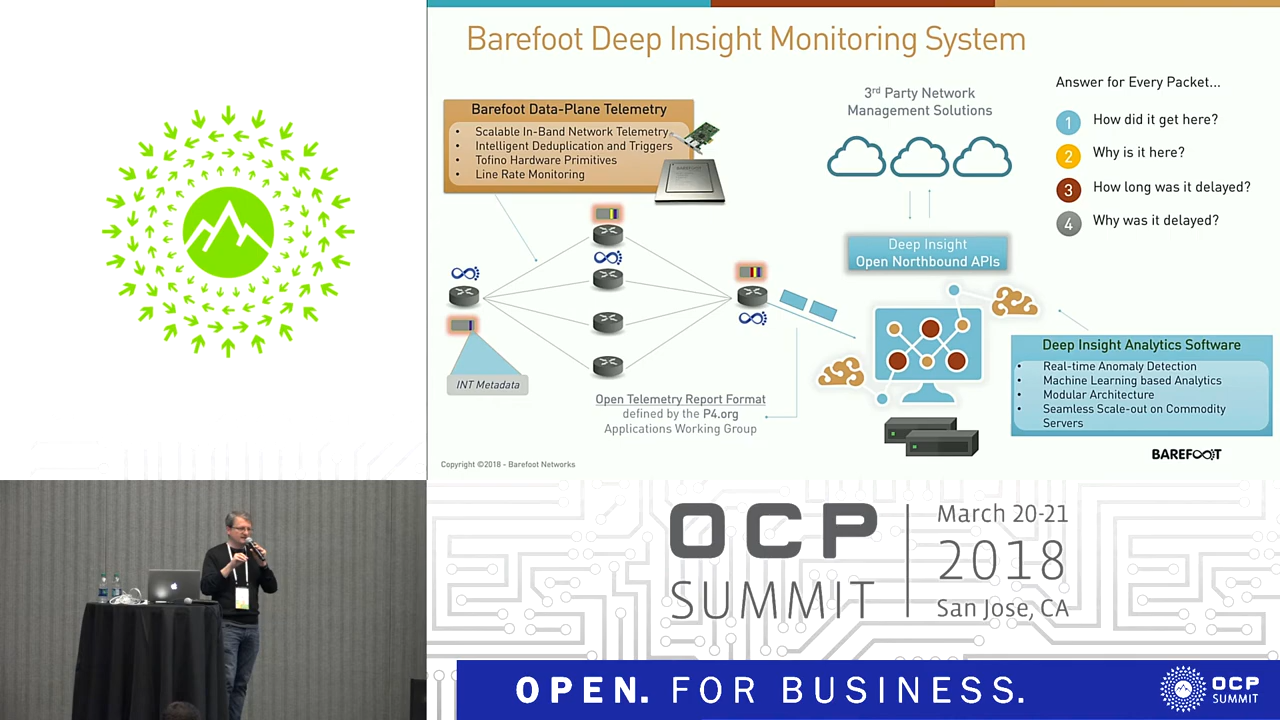 Barefoot Deep Insight Monitoring System
Barefoot Data-Plane Telemetry
• Scalable In-Band Network Telemetry
• Intelligent Deduplication and Triggers
• Tofino Hardware Primitives
• Line Rate Monitoring
BAREFOOT
3rd Party Network
Management Solutions
Answer for Every Packet...
1 How did it get here?
2 Why is it here?
3 How long was it delayed?
4 Why was it delayed?
Deep Insight
Open Northbound APIs
INT Metadata
Open Telemetry Report Format
defined by the P4.org
Applications Working Group
Deep Insight Analytics Software
• Real-time Anomaly Detection
• Machine Learning based Analytics
• Modular Architecture
• Seamless Scale-out on Commodity
Servers
Copyright ©2018 - Barefoot Networks
BAREFOOT
OCP
SUMMIT
March 20-21
2018
San Jose, CA
OPEN. FOR BUSINESS.
OCP
SUMMIT